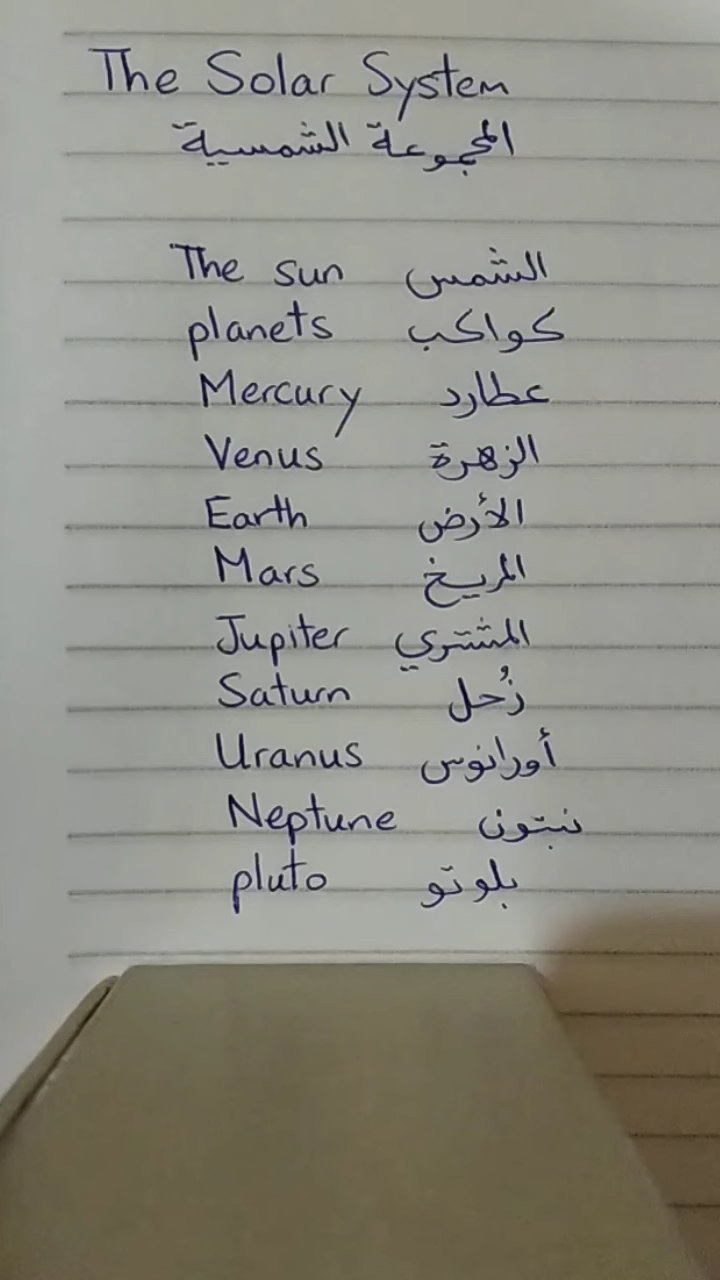 The Solar System
المجموعة الشمسية
The sun الشمس
planets كواكب
Mercury عطارد
Venus الزهرة
Earth الأرض
Mars المريخ
Jupiter المشتري
Saturn زُحل
Uranus أورانوس
Neptune نبتون
pluto بلوتو